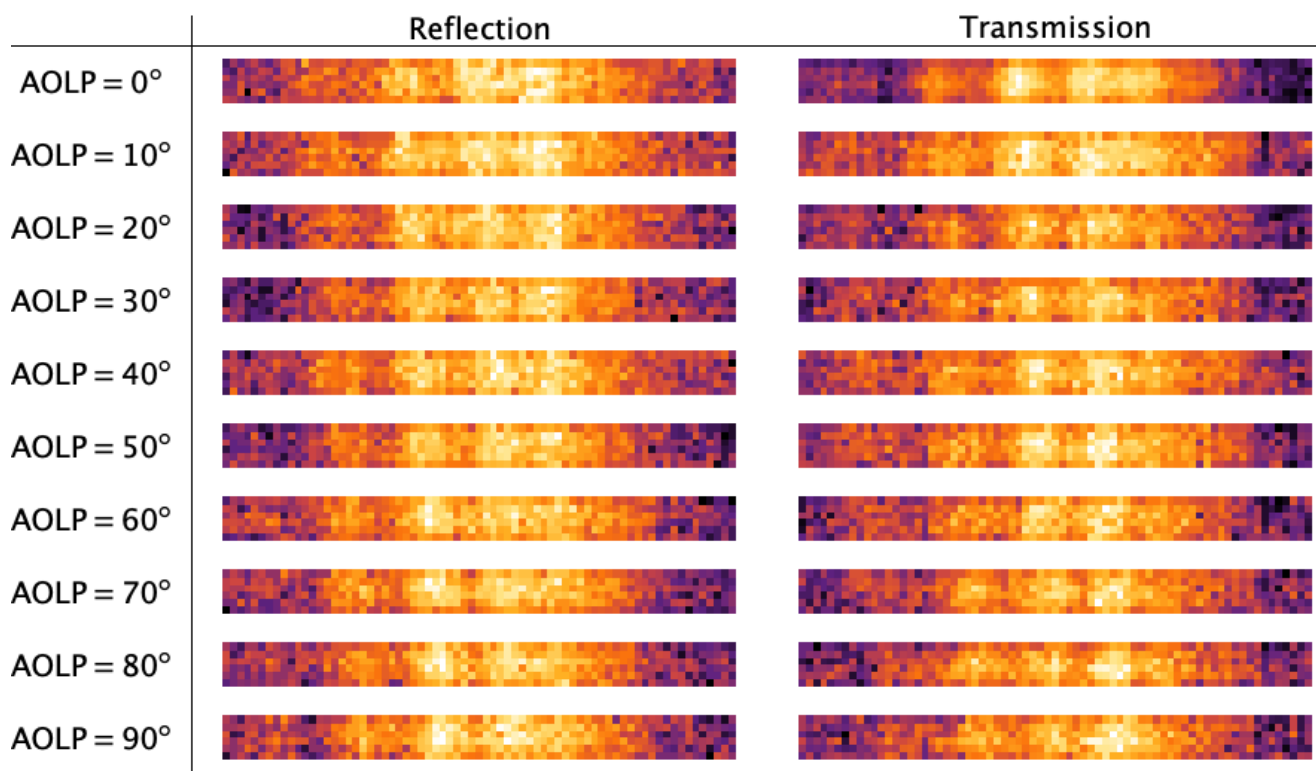 Reflection Transmission
AOLP = 0°
AOLP = 10°
AOLP = 20°
AOLP = 30°
AOLP = 40°
AOLP = 50°
AOLP = 60°
AOLP = 70°
AOLP = 80°
AOLP = 90°